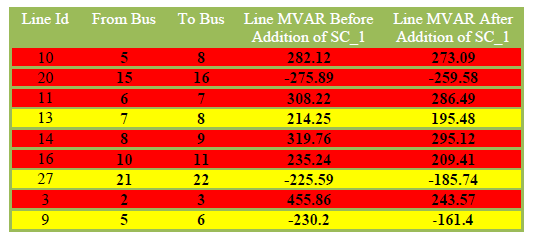 Line Id From Bus To Bus Line MVAR Before Line MVAR After
Addition of SC_1 Addition of SC_1
10 5 8 282.12 273.09
20 15 16 -275.89 -259.58
11 6 7 308.22 286.49
13 7 8 214.25 195.48
14 8 9 319.76 295.12
16 10 11 235.24 209.41
27 21 22 -225.59 -185.74
3 2 3 455.86 243.57
9 5 6 -230.2 -161.4